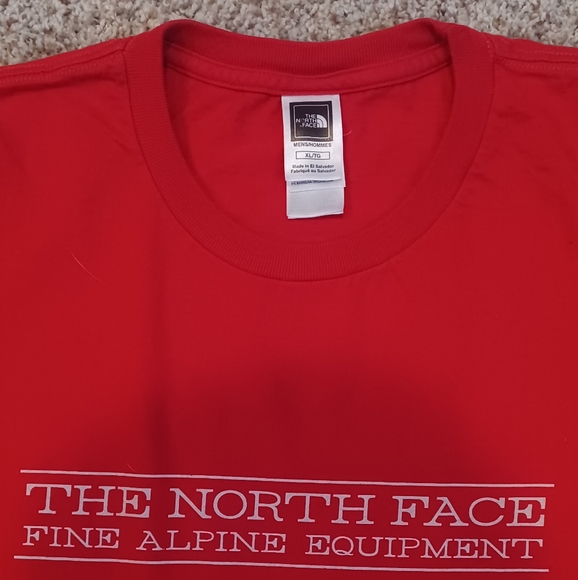 THE
NORTH
FACE
MENS/HOMMES
XL/TG
Made in El Salvador
Fabriqué au Salvador
THE NORTH FACE
FINE ALPINE EQUIPMENT